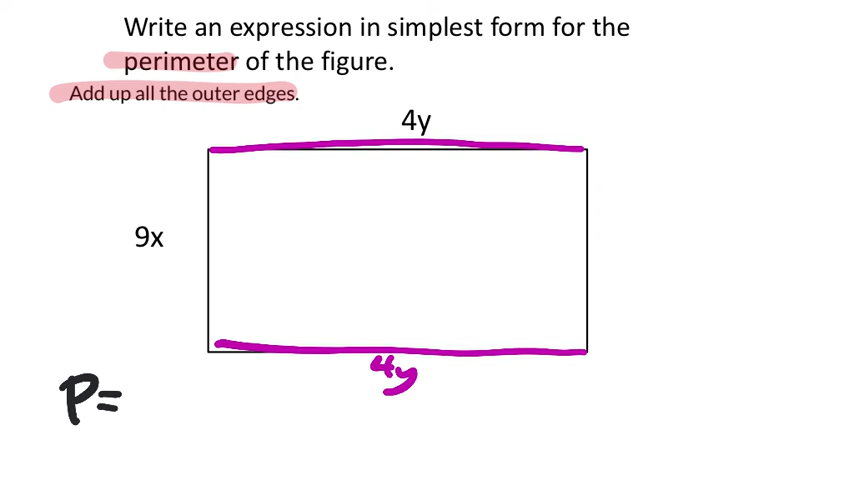 Write an expression in simplest form for the
perimeter of the figure.
Add up all the outer edges.
4y
9x
4y
P=